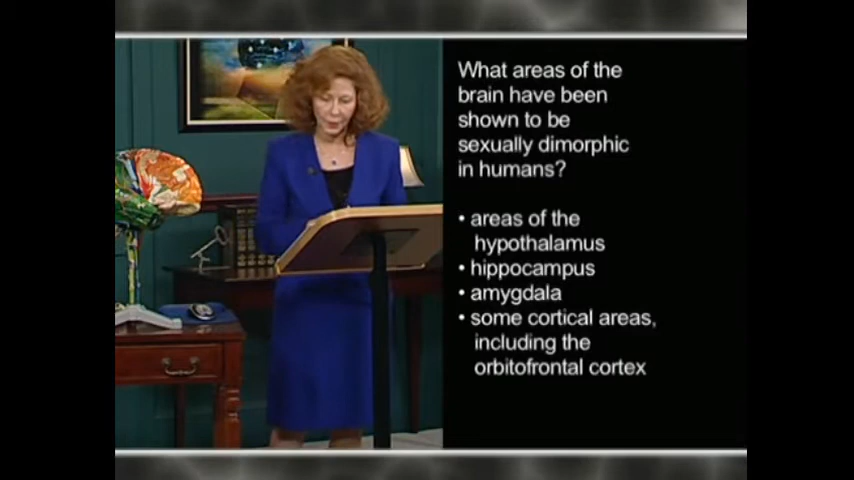 What areas of the
brain have been
shown to be
sexually dimorphic
in humans?
• areas of the
hypothalamus
• hippocampus
• amygdala
• some cortical areas,
including the
orbitofrontal cortex